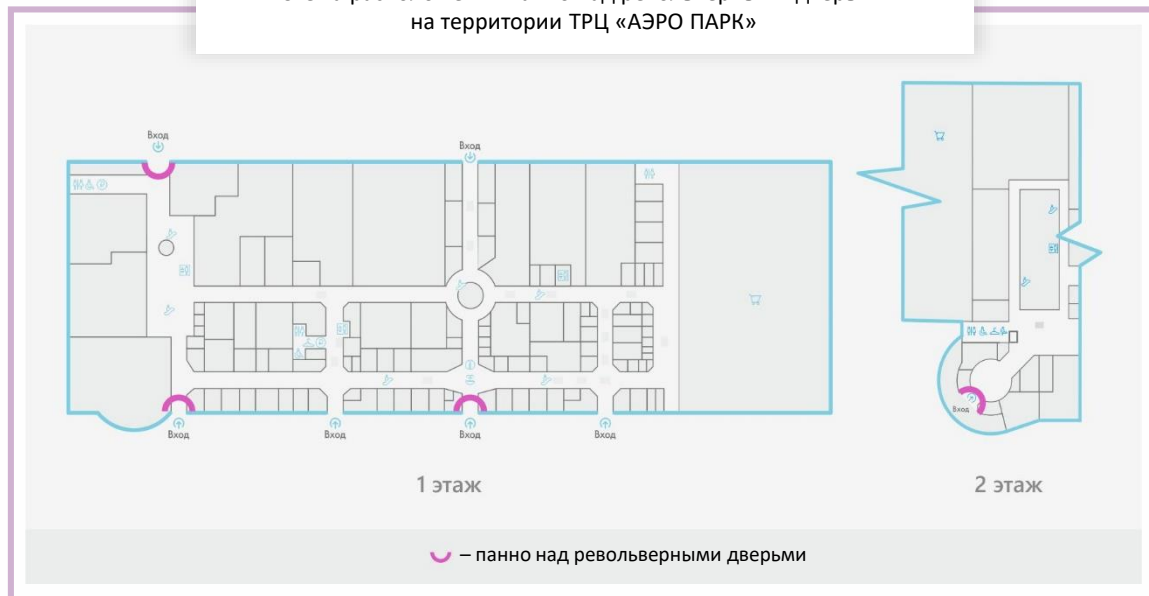 на территории ТРЦ «АЭРО ПАРК»
Вход
Вход
Вход
Вход
Вход
Вход
Вход
1 этаж
2 этаж
– панно над револьверными дверьми